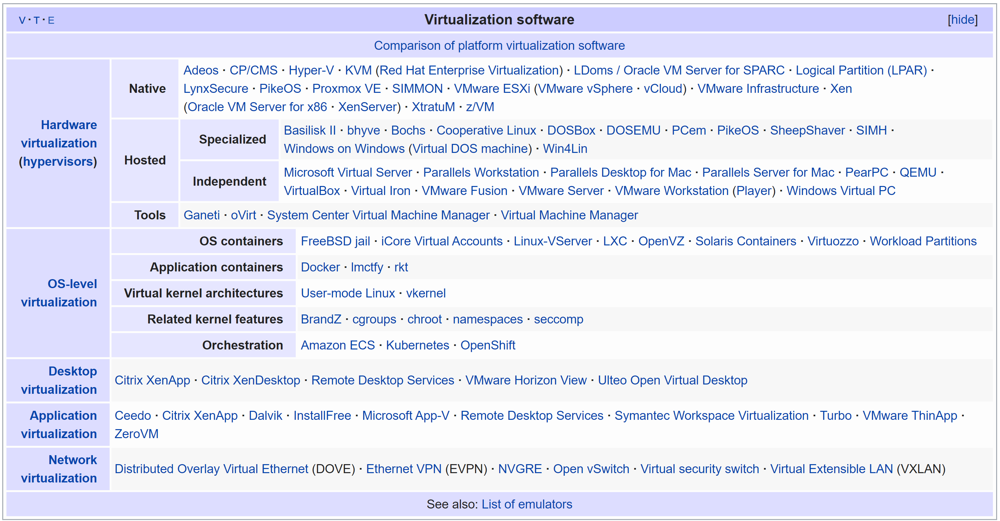 V · T · E Virtualization software [hide]
Comparison of platform virtualization software
Hardware virtualization (hypervisors)
Native
Adeos · CP/CMS · Hyper-V · KVM (Red Hat Enterprise Virtualization) · LDoms / Oracle VM Server for SPARC · Logical Partition (LPAR) ·
LynxSecure · PikeOS · Proxmox VE · SIMMON · VMware ESXi (VMware vSphere · vCloud) · VMware Infrastructure · Xen
(Oracle VM Server for x86 · XenServer) · XtratuM · z/VM
Hosted
Specialized
Basilisk II · bhyve · Bochs · Cooperative Linux · DOSBox · DOSEMU · PCem · PikeOS · SheepShaver · SIMH ·
Windows on Windows (Virtual DOS machine) · Win4Lin
Independent
Microsoft Virtual Server · Parallels Workstation · Parallels Desktop for Mac · Parallels Server for Mac · PearPC · QEMU ·
VirtualBox · Virtual Iron · VMware Fusion · VMware Server · VMware Workstation (Player) · Windows Virtual PC
Tools
Ganeti · oVirt · System Center Virtual Machine Manager · Virtual Machine Manager
OS-level
virtualization
OS containers
FreeBSD jail · iCore Virtual Accounts · Linux-VServer · LXC · OpenVZ · Solaris Containers · Virtuozzo · Workload Partitions
Application containers
Docker · lmctfy · rkt
Virtual kernel architectures
User-mode Linux · vkernel
Related kernel features
BrandZ · cgroups · chroot · namespaces · seccomp
Orchestration
Amazon ECS · Kubernetes · OpenShift
Desktop
virtualization
Citrix XenApp · Citrix XenDesktop · Remote Desktop Services · VMware Horizon View · Ulteo Open Virtual Desktop
Application
virtualization
Ceedo · Citrix XenApp · Dalvik · InstallFree · Microsoft App-V · Remote Desktop Services · Symantec Workspace Virtualization · Turbo · VMware ThinApp ·
ZeroVM
Network
virtualization
Distributed Overlay Virtual Ethernet (DOVE) · Ethernet VPN (EVPN) · NVGRE · Open vSwitch · Virtual security switch · Virtual Extensible LAN (VXLAN)
See also: List of emulators